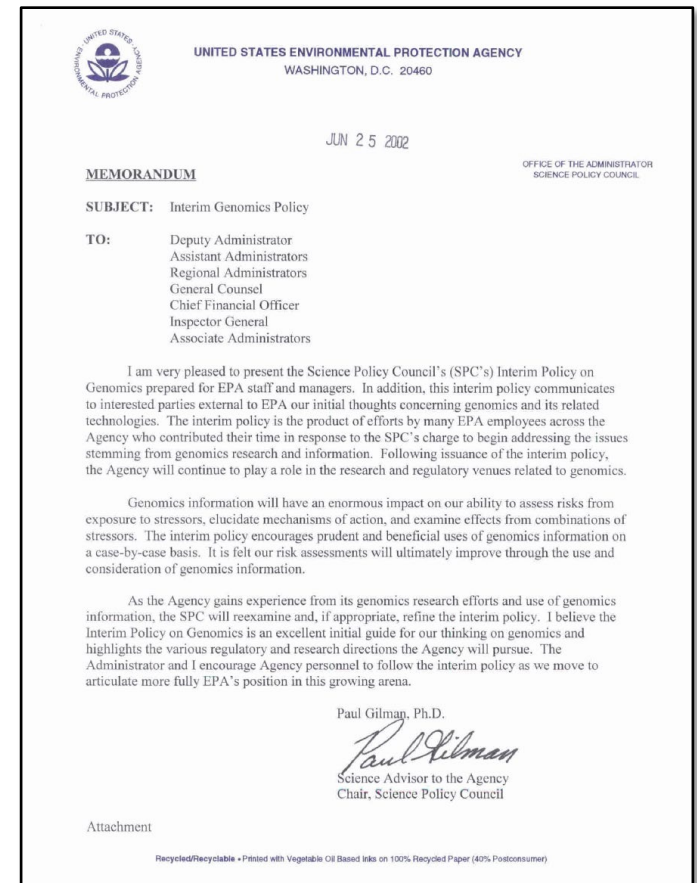 UNITED STATES ENVIRONMENTAL PROTECTION AGENCY
WASHINGTON, D.C. 20460
UNITED STATES
ENVIRONMENTAL PROTECTION AGENCY
JUN 25 2002
OFFICE OF THE ADMINISTRATOR
SCIENCE POLICY COUNCIL
MEMORANDUM
SUBJECT: Interim Genomics Policy
TO: Deputy Administrator
Assistant Administrators
Regional Administrators
General Counsel
Chief Financial Officer
Inspector General
Associate Administrators
I am very pleased to present the Science Policy Council's (SPC's) Interim Policy on
Genomics prepared for EPA staff and managers. In addition, this interim policy communicates
to interested parties external to EPA our initial thoughts concerning genomics and its related
technologies. The interim policy is the product of efforts by many EPA employees across the
Agency who contributed their time in response to the SPC's charge to begin addressing the issues
stemming from genomics research and information. Following issuance of the interim policy,
the Agency will continue to play a role in the research and regulatory venues related to genomics.
Genomics information will have an enormous impact on our ability to assess risks from
exposure to stressors, elucidate mechanisms of action, and examine effects from combinations of
stressors. The interim policy encourages prudent and beneficial uses of genomics information on
a case-by-case basis. It is felt our risk assessments will ultimately improve through the use and
consideration of genomics information.
As the Agency gains experience from its genomics research efforts and use of genomics
information, the SPC will reexamine and, if appropriate, refine the interim policy. I believe the
Interim Policy on Genomics is an excellent initial guide for our thinking on genomics and
highlights the various regulatory and research directions the Agency will pursue. The
Administrator and I encourage Agency personnel to follow the interim policy as we move to
articulate more fully EPA's position in this growing arena.
Paul Gilman, Ph.D.
Paul Gilman
Science Advisor to the Agency
Chair, Science Policy Council
Attachment
Recycled/Recyclable • Printed with Vegetable Oil Based Inks on 100% Recycled Paper (40% Postconsumer)